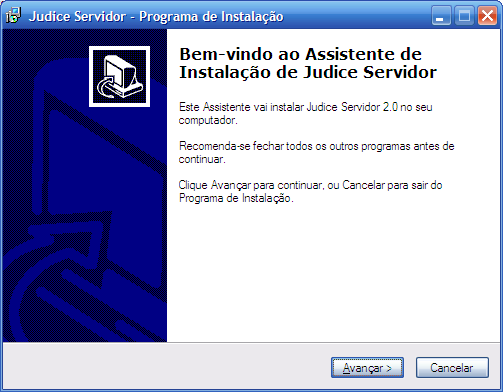 Judice Servidor - Programa de Instalação
Bem-vindo ao Assistente de
Instalação de Judice Servidor
Este Assistente vai instalar Judice Servidor 2.0 no seu
computador.
Recomenda-se fechar todos os outros programas antes de
continuar.
Clique Avançar para continuar, ou Cancelar para sair do
Programa de Instalação.
Avançar >
Cancelar